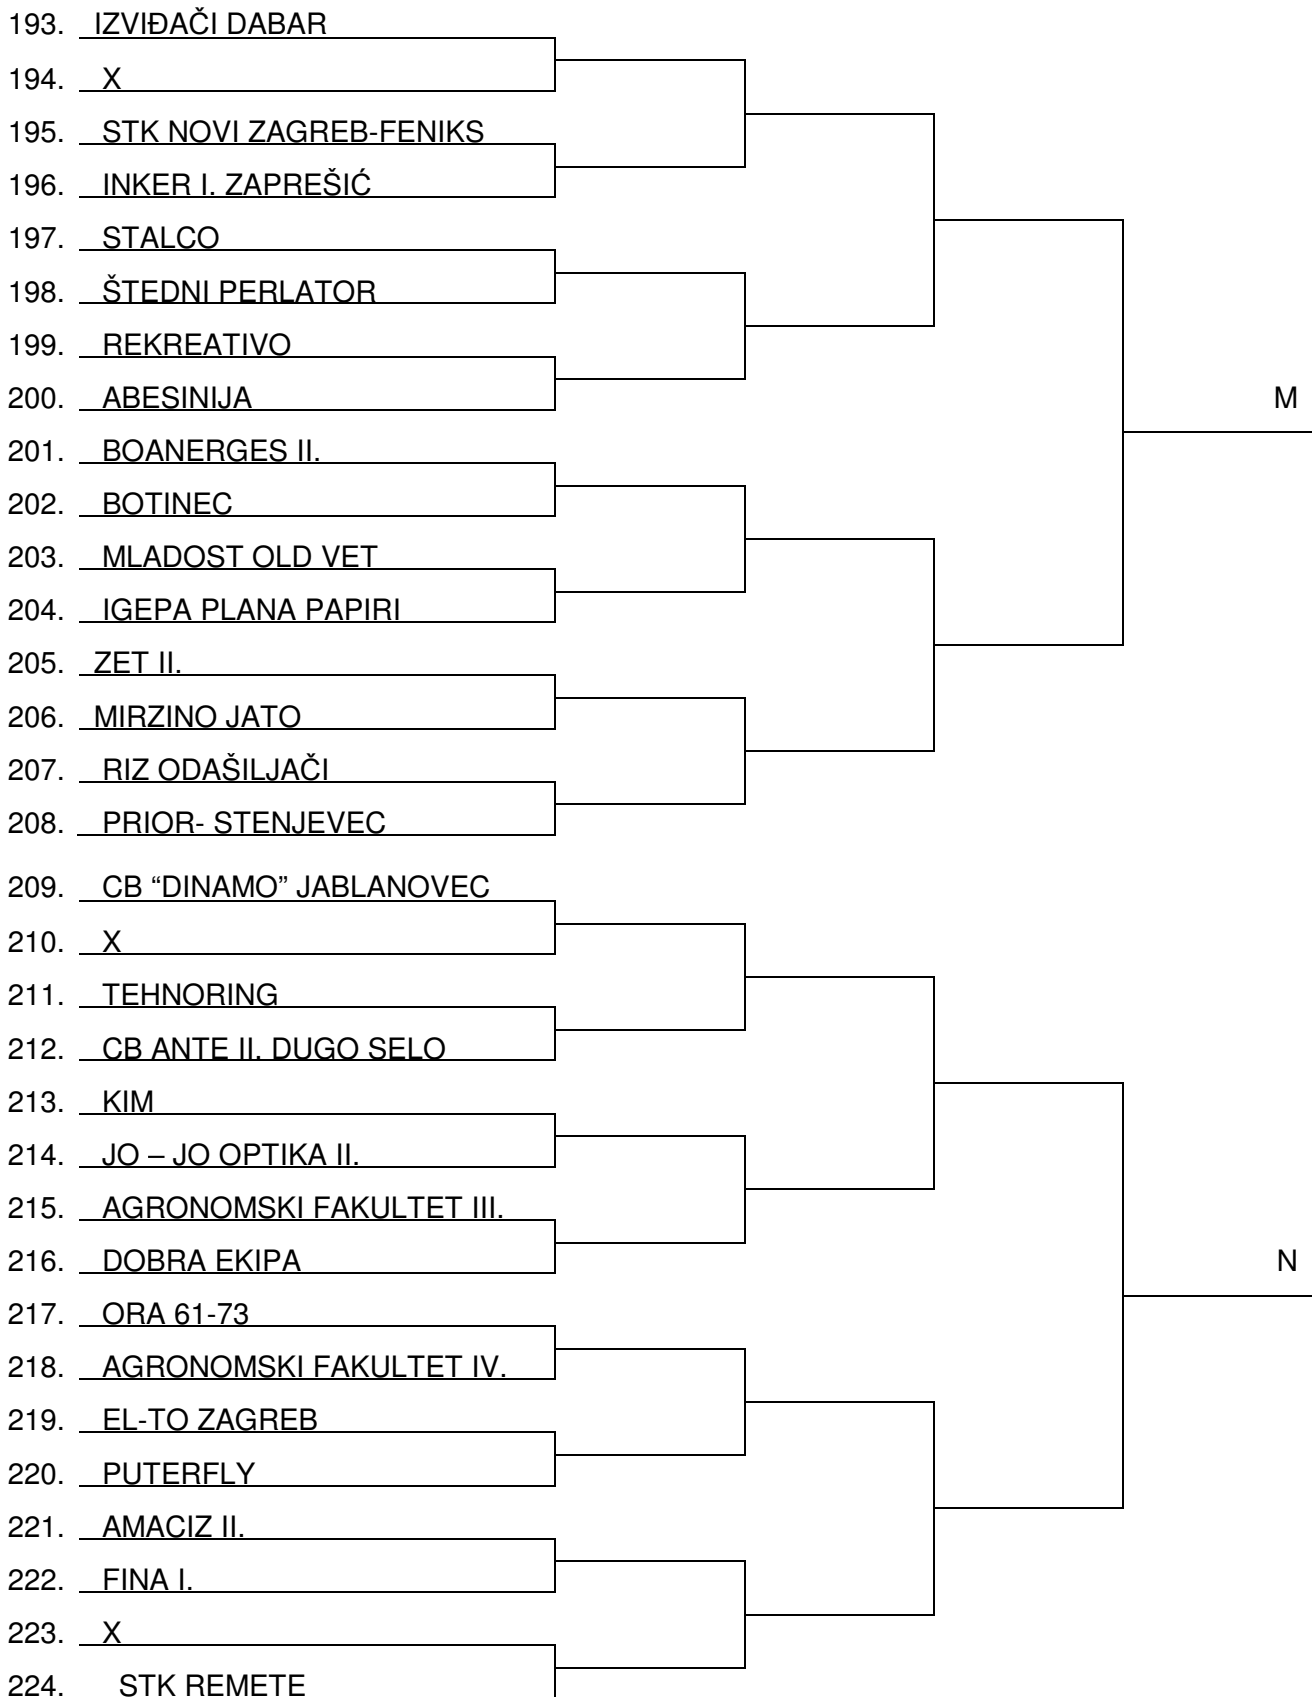 193. IZVIĐAČI DABAR
194. X
195. STK NOVI ZAGREB-FENIKS
196. INKER I. ZAPREŠIĆ
197. STALCO
198. ŠTEDNI PERLATOR
199. REKREATIVO
200. ABESINIJA M
201. BOANERGES II.
202. BOTINEC
203. MLADOST OLD VET
204. IGEPA PLANA PAPIRI
205. ZET II.
206. MIRZINO JATO
207. RIZ ODAŠILJAČI
208. PRIOR- STENJEVEC
209. CB “DINAMO” JABLANOVEC
210. X
211. TEHNORING
212. CB ANTE II. DUGO SELO
213. KIM
214. JO – JO OPTIKA II.
215. AGRONOMSKI FAKULTET III.
216. DOBRA EKIPA N
217. ORA 61-73
218. AGRONOMSKI FAKULTET IV.
219. EL-TO ZAGREB
220. PUTERFLY
221. AMACIZ II.
222. FINA I.
223. X
224. STK REMETE